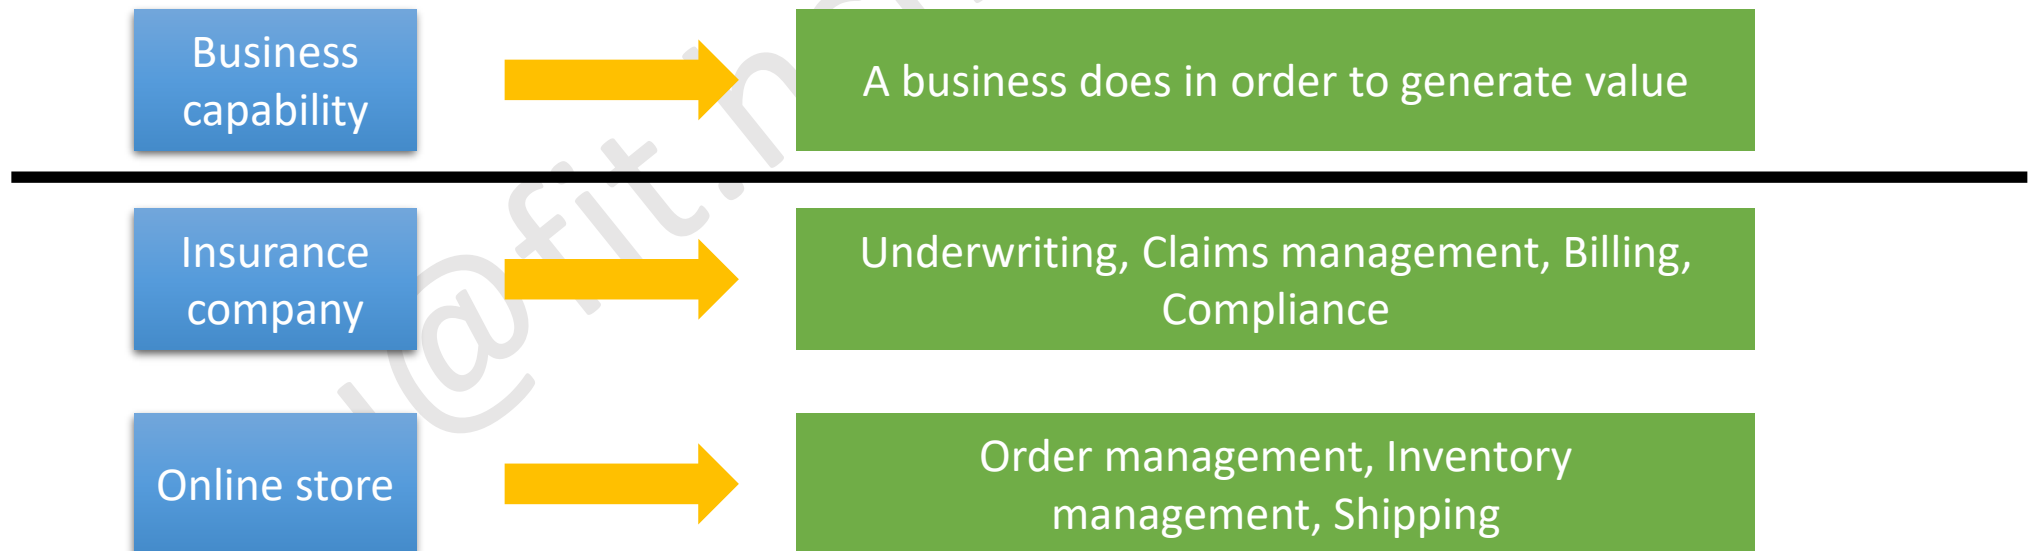 Business
capability
A business does in order to generate value
Insurance
company
Underwriting, Claims management, Billing,
Compliance
Online store
Order management, Inventory
management, Shipping
@fit.